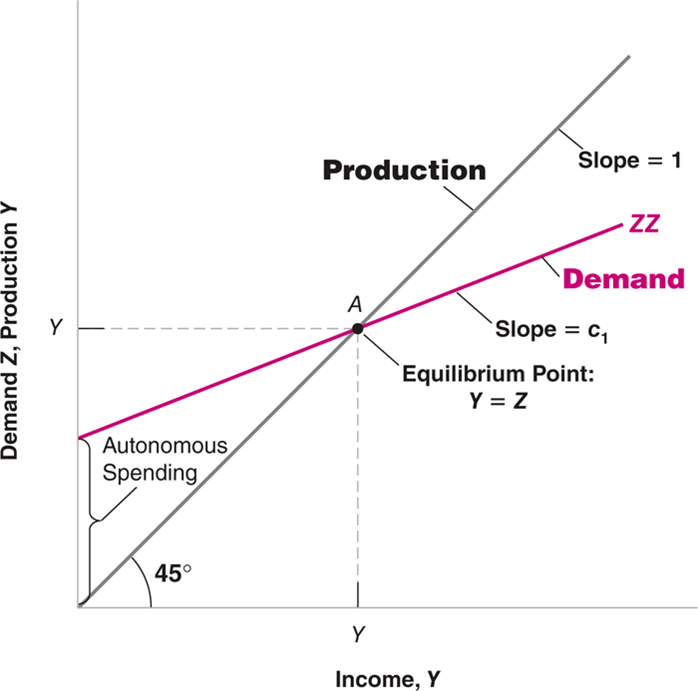 Demand Z, Production Y
Production
Slope = 1
ZZ
Demand
A
Slope = c₁
Y
Equilibrium Point:
Y = Z
Autonomous
Spending
45°
Y
Income, Y